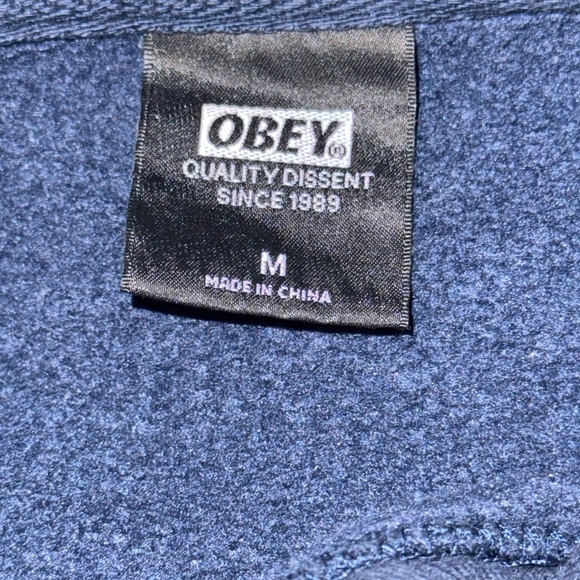 OBEY®
QUALITY DISSENT
SINCE 1989
M
MADE IN CHINA